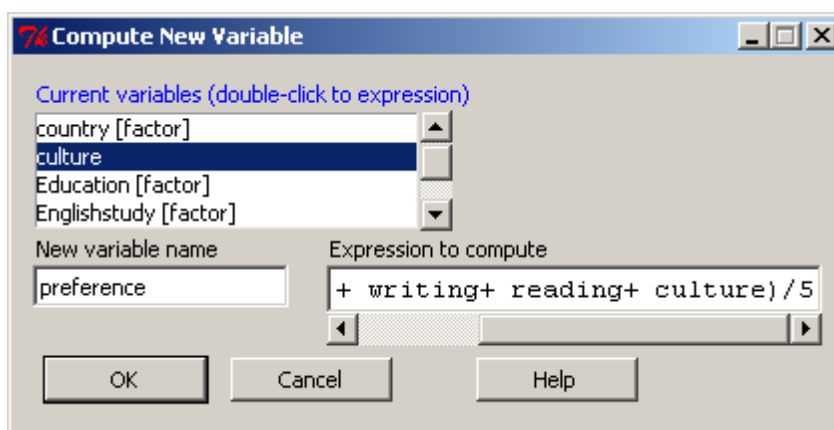 Compute New Variable
Current variables (double-click to expression)
country [factor]
culture
Education [factor]
Englishstudy [factor]
New variable name
Expression to compute
preference
+ writing+ reading+ culture)/5
OK
Cancel
Help